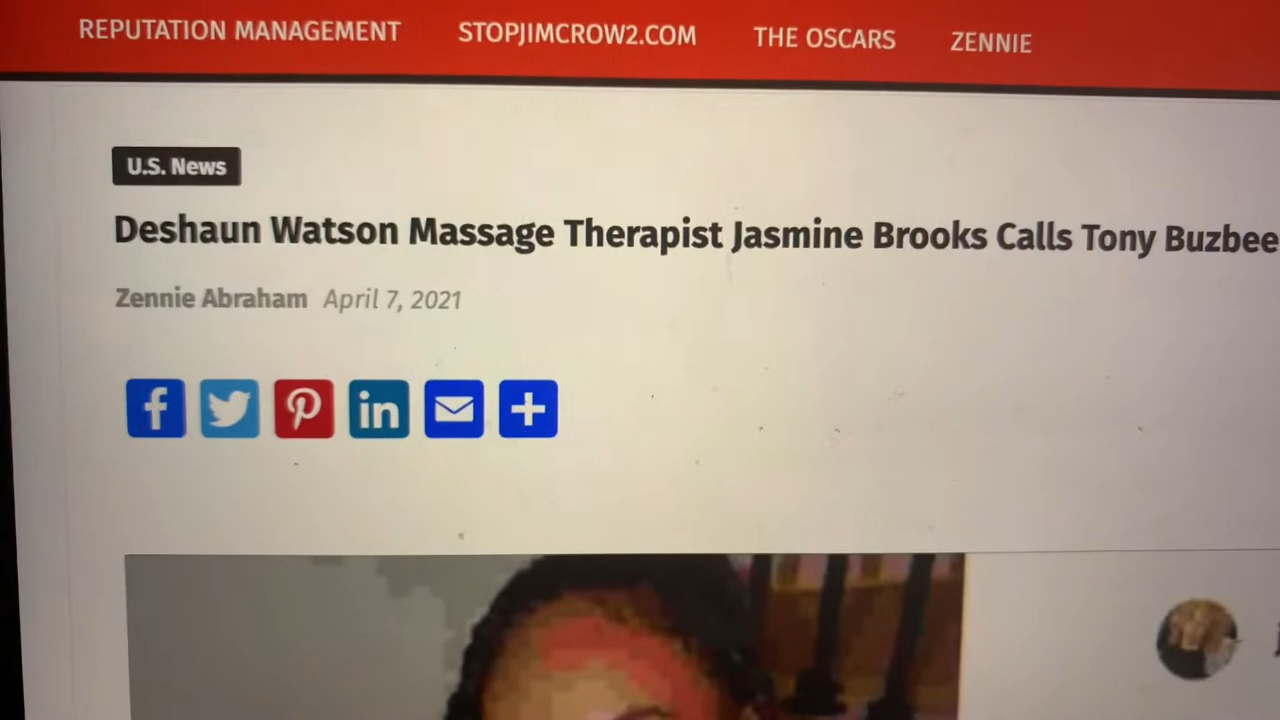 REPUTATION MANAGEMENT STOPJIMCROW2.COM THE OSCARS ZENNIE
U.S. News
Deshaun Watson Massage Therapist Jasmine Brooks Calls Tony Buzbee
Zennie Abraham April 7, 2021
f in